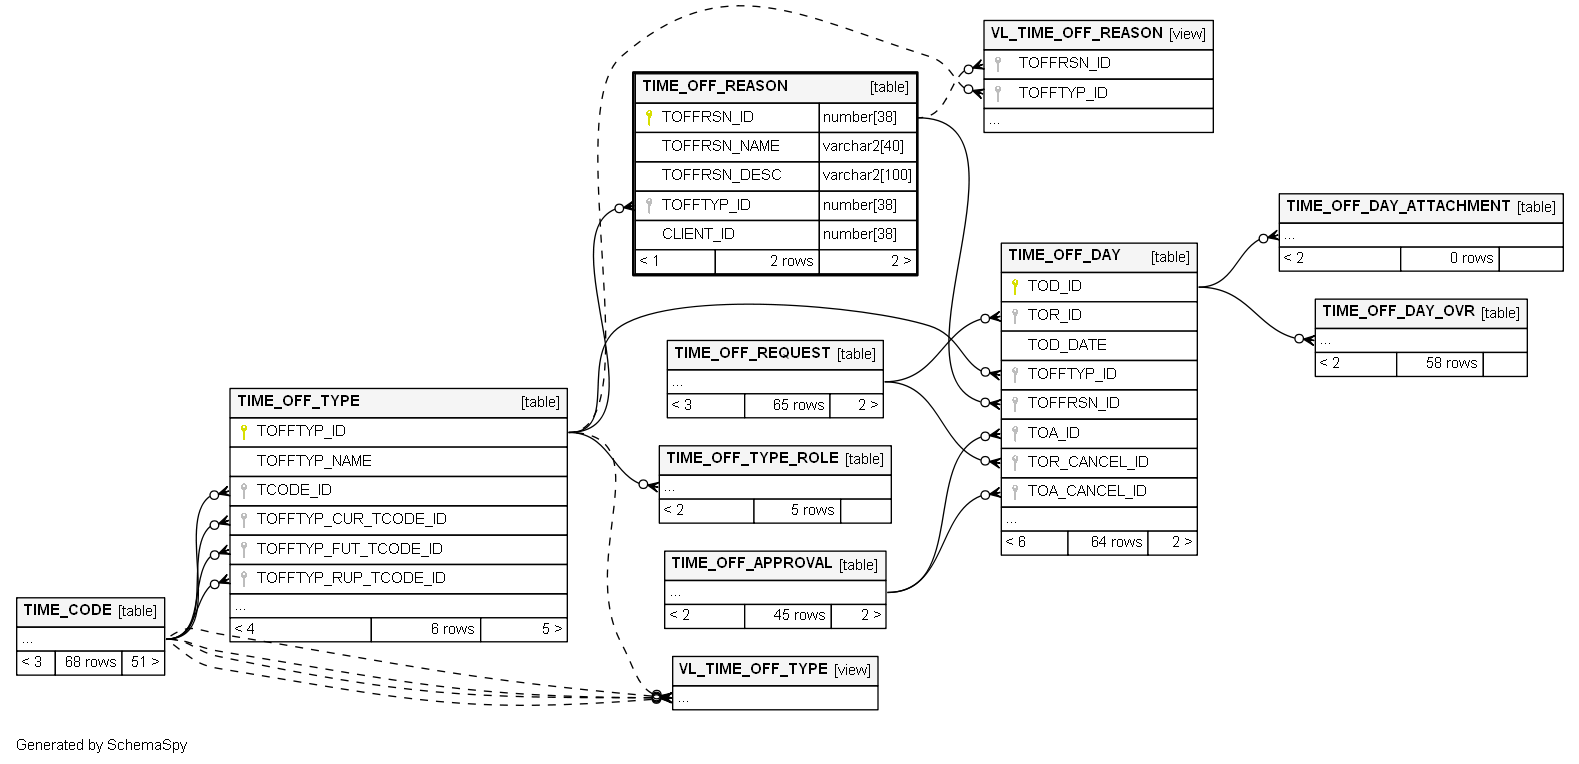 VL_TIME_OFF_REASON [view]
TOFFRSN_ID
TOFFTYP_ID
...
TIME_OFF_REASON [table]
TOFFRSN_ID number[38]
TOFFRSN_NAME varchar2[40]
TOFFRSN_DESC varchar2[100]
TOFFTYP_ID number[38]
CLIENT_ID number[38]
< 1 2 rows 2 >
TIME_OFF_DAY_ATTACHMENT [table]
...
< 2 0 rows
TIME_OFF_DAY [table]
TOD_ID
TOR_ID
TOD_DATE
TOFFTYP_ID
TOFFRSN_ID
TOA_ID
TOR_CANCEL_ID
TOA_CANCEL_ID
...
< 6 64 rows 2 >
TIME_OFF_DAY_OVR [table]
...
< 2 58 rows
TIME_OFF_REQUEST [table]
...
< 3 65 rows 2 >
TIME_OFF_TYPE [table]
TOFFTYP_ID
TOFFTYP_NAME
TCODE_ID
TOFFTYP_CUR_TCODE_ID
TOFFTYP_FUT_TCODE_ID
TOFFTYP_RUP_TCODE_ID
...
< 4 6 rows 5 >
TIME_OFF_TYPE_ROLE [table]
...
< 2 5 rows
TIME_OFF_APPROVAL [table]
...
< 2 45 rows 2 >
TIME_CODE [table]
...
< 3 68 rows 51 >
VL_TIME_OFF_TYPE [view]
...
Generated by SchemaSpy